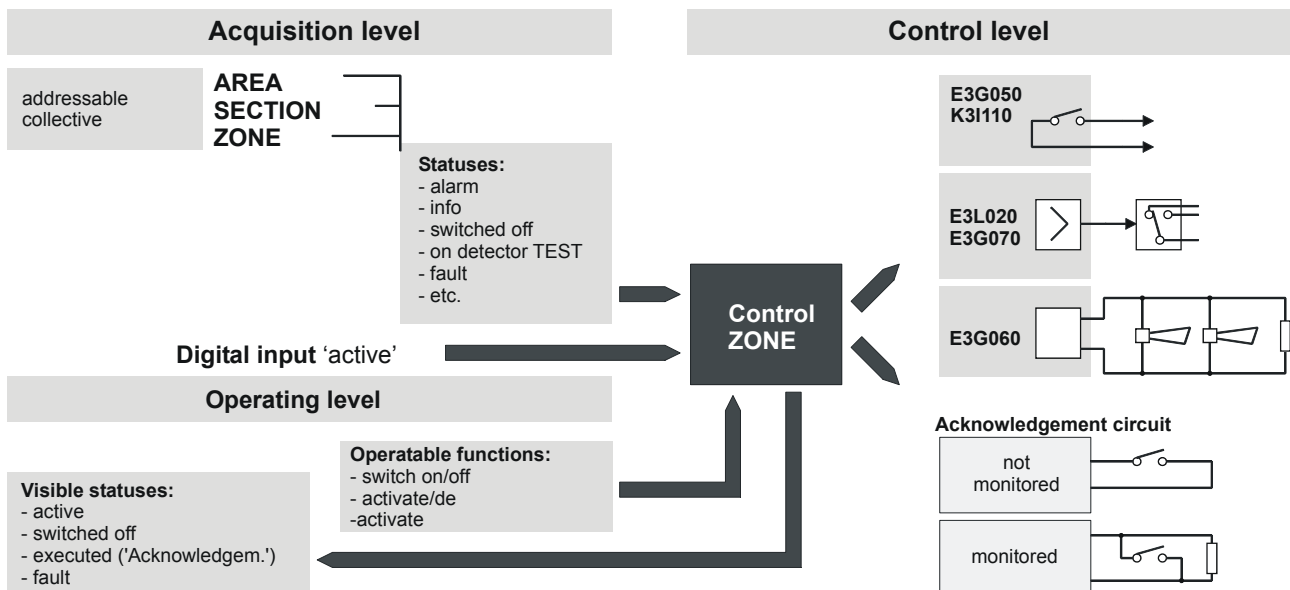 Acquisition level
addressable
collective
AREA
SECTION
ZONE
Statuses:
- alarm
- info
- switched off
- on detector TEST
- fault
- etc.
Digital input ‘active’
Operating level
Operatable functions:
- switch on/off
- activate/de
-activate
Visible statuses:
- active
- switched off
- executed ('Acknowledgem.')
- fault
Control
ZONE
Control level
E3G050
K3I110
E3L020
E3G070
E3G060
Acknowledgement circuit
not
monitored
monitored